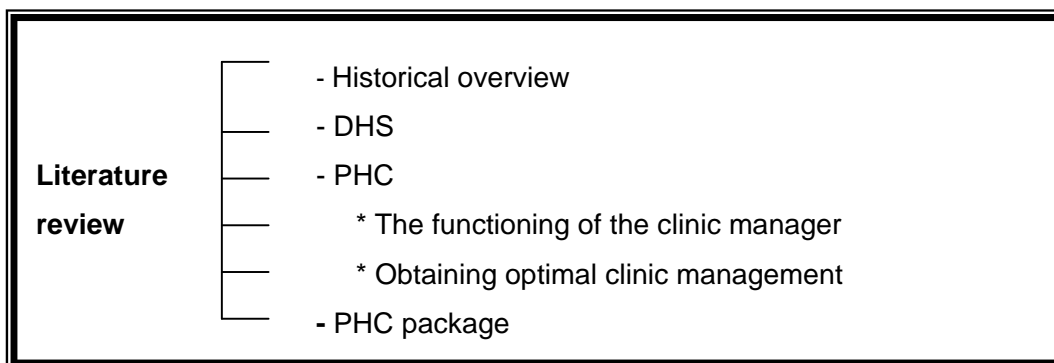 - Historical overview
- DHS
Literature - PHC
review * The functioning of the clinic manager
* Obtaining optimal clinic management
- PHC package